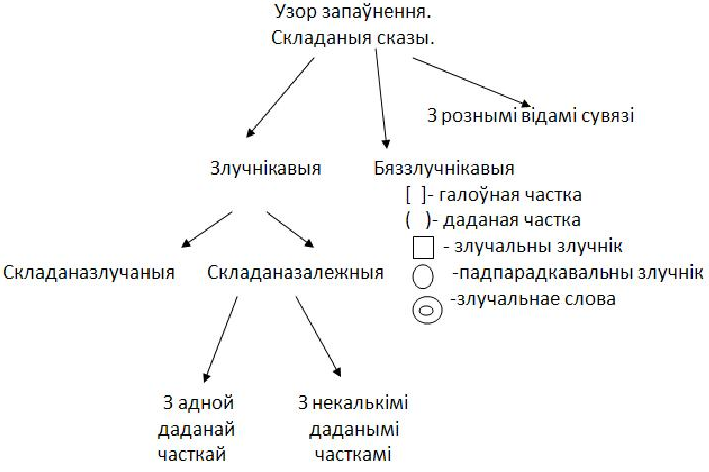 Узор запаўнення.
Складаныя сказы.
З рознымі відамі сувязі
Злучнікавыя
Бяззлучнікавыя
[ ]- галоўная частка
( )- даданая частка
- злучальны злучнік
-падпарадкавальны злучнік
-злучальнае слова
Складаназлучаныя
Складаназалежныя
З адной
даданай
часткай
З некалькімі
даданымі
часткамі